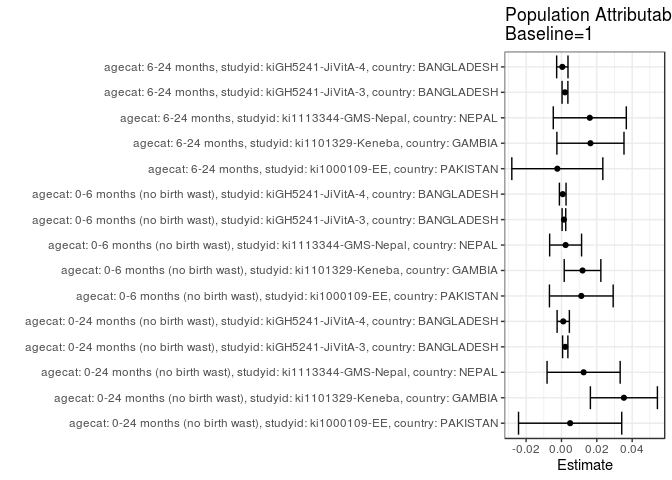 Population Attributab
Baseline=1
agecat: 6-24 months, studyid: kiGH5241-JiVitA-4, country: BANGLADESH
agecat: 6-24 months, studyid: kiGH5241-JiVitA-3, country: BANGLADESH
agecat: 6-24 months, studyid: ki1113344-GMS-Nepal, country: NEPAL
agecat: 6-24 months, studyid: ki1101329-Keneba, country: GAMBIA
agecat: 6-24 months, studyid: ki1000109-EE, country: PAKISTAN
agecat: 0-6 months (no birth wast), studyid: kiGH5241-JiVitA-4, country: BANGLADESH
agecat: 0-6 months (no birth wast), studyid: kiGH5241-JiVitA-3, country: BANGLADESH
agecat: 0-6 months (no birth wast), studyid: ki1113344-GMS-Nepal, country: NEPAL
agecat: 0-6 months (no birth wast), studyid: ki1101329-Keneba, country: GAMBIA
agecat: 0-6 months (no birth wast), studyid: ki1000109-EE, country: PAKISTAN
agecat: 0-24 months (no birth wast), studyid: kiGH5241-JiVitA-4, country: BANGLADESH
agecat: 0-24 months (no birth wast), studyid: kiGH5241-JiVitA-3, country: BANGLADESH
agecat: 0-24 months (no birth wast), studyid: ki1113344-GMS-Nepal, country: NEPAL
agecat: 0-24 months (no birth wast), studyid: ki1101329-Keneba, country: GAMBIA
agecat: 0-24 months (no birth wast), studyid: ki1000109-EE, country: PAKISTAN
-0.02 0.00 0.02 0.04
Estimate